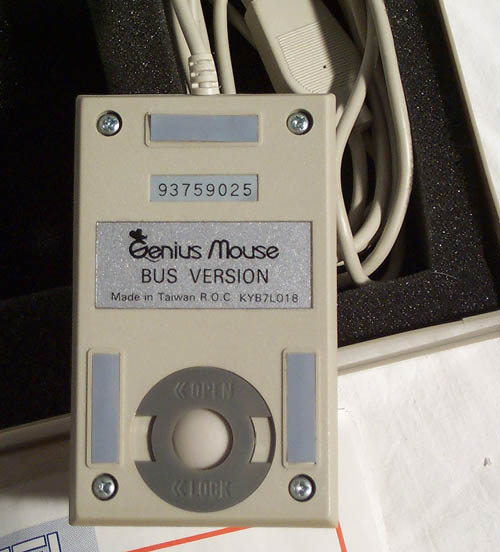 93759025
Genius Mouse
BUS VERSION
Made in Taiwan R.O.C KYB7L018
<<OPEN
<<LOCK